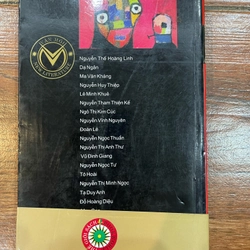 Nguyễn Thế Hoàng Linh
Dạ Ngân
Ma Văn Kháng
Nguyễn Huy Thiệp
Lê Minh Khuê
Nguyễn Tham Thiện Kế
Ngô Thị Kim Cúc
Nguyễn Vĩnh Nguyên
Đoàn Lê
Nguyễn Ngọc Thuần
Nguyễn Thị Anh Thư
Vũ Đình Giang
Nguyễn Ngọc Tư
Tô Hoài
Nguyễn Thị Minh Ngọc
Tạ Duy Anh
Đỗ Hoàng Diệu